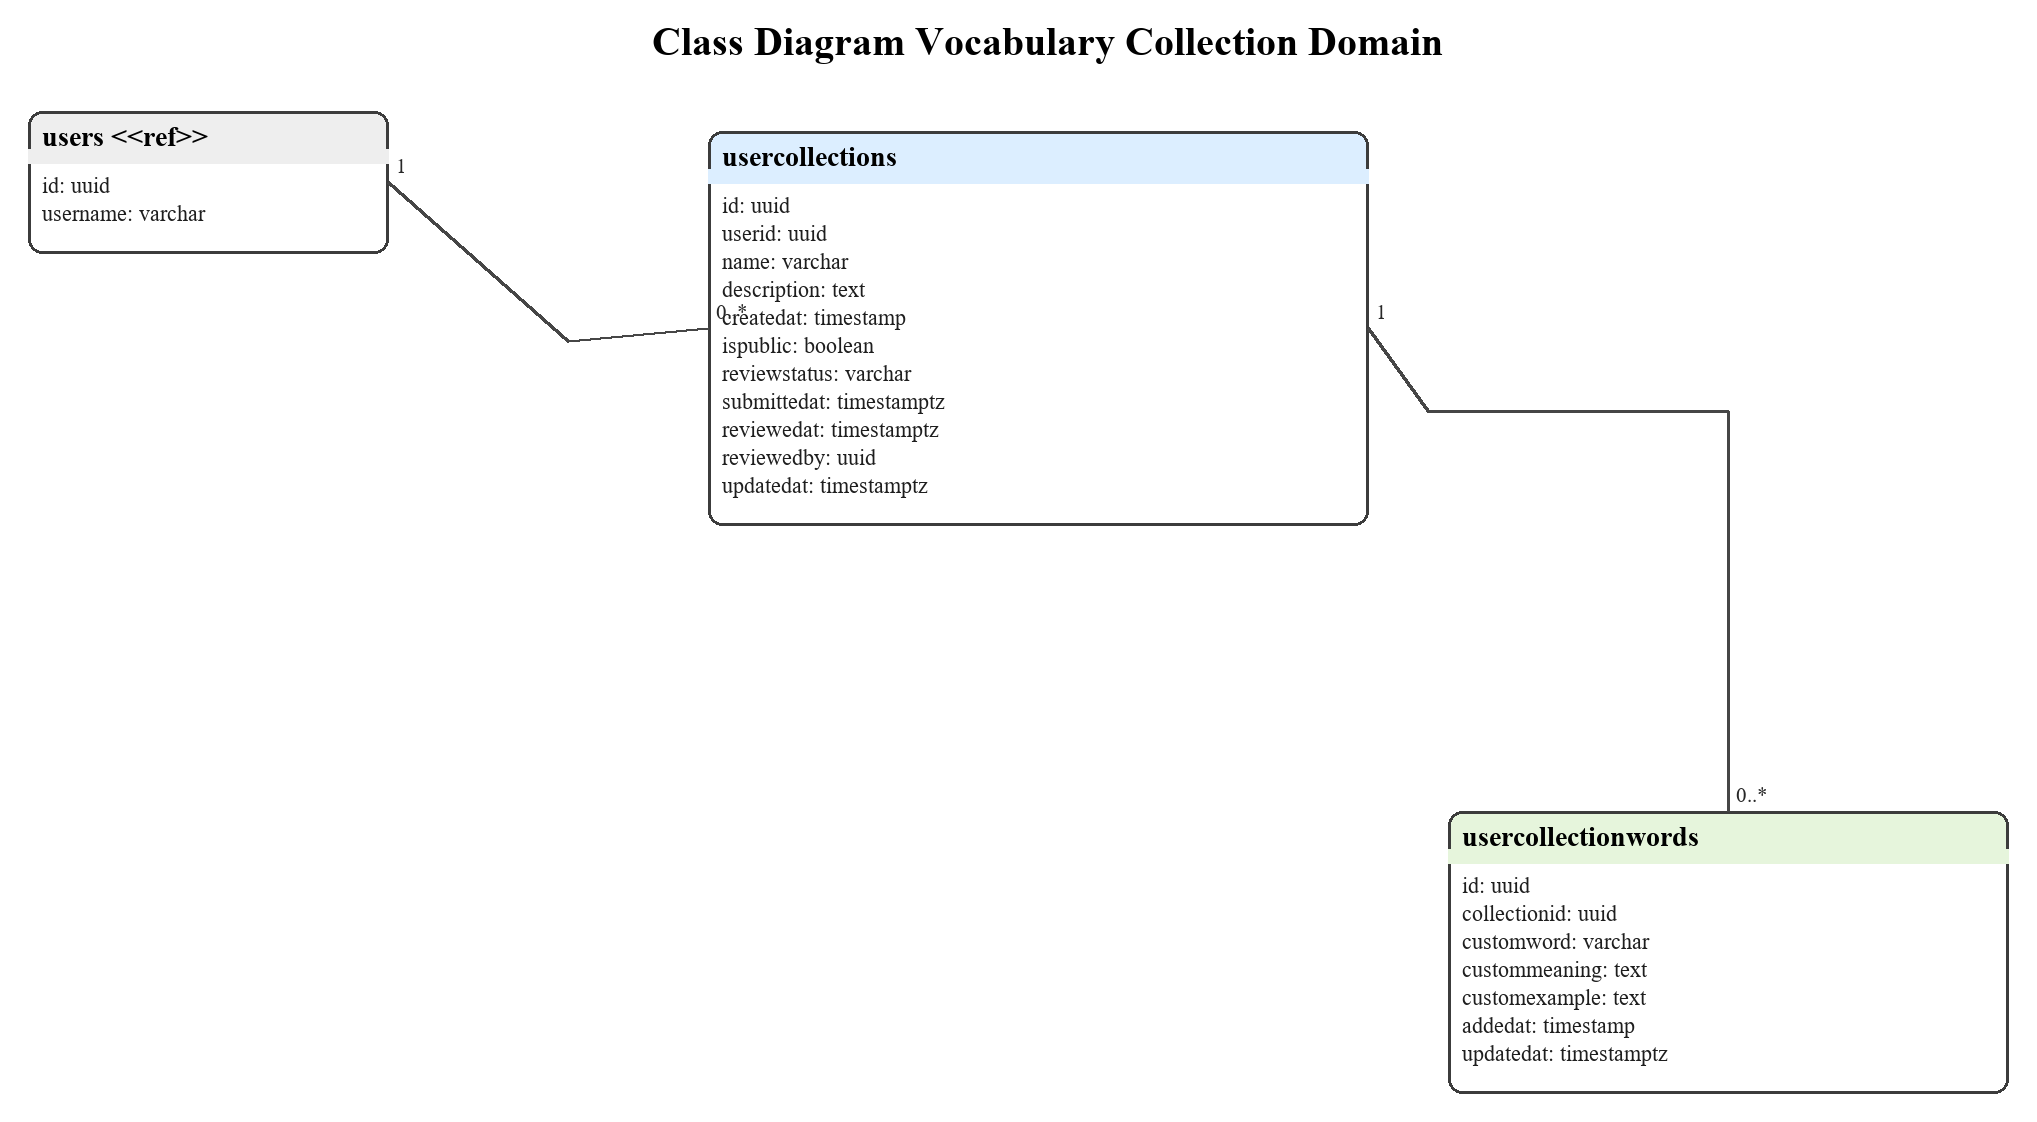 Class Diagram Vocabulary Collection Domain
users <<ref>>
id: uuid
username: varchar
1
usercollections
id: uuid
userid: uuid
name: varchar
description: text
0..*
createdat: timestamp
ispublic: boolean
reviewstatus: varchar
submittedat: timestamptz
reviewedat: timestamptz
reviewedby: uuid
updatedat: timestamptz
1
0..*
usercollectionwords
id: uuid
collectionid: uuid
customword: varchar
custommeaning: text
customexample: text
addedat: timestamp
updatedat: timestamptz